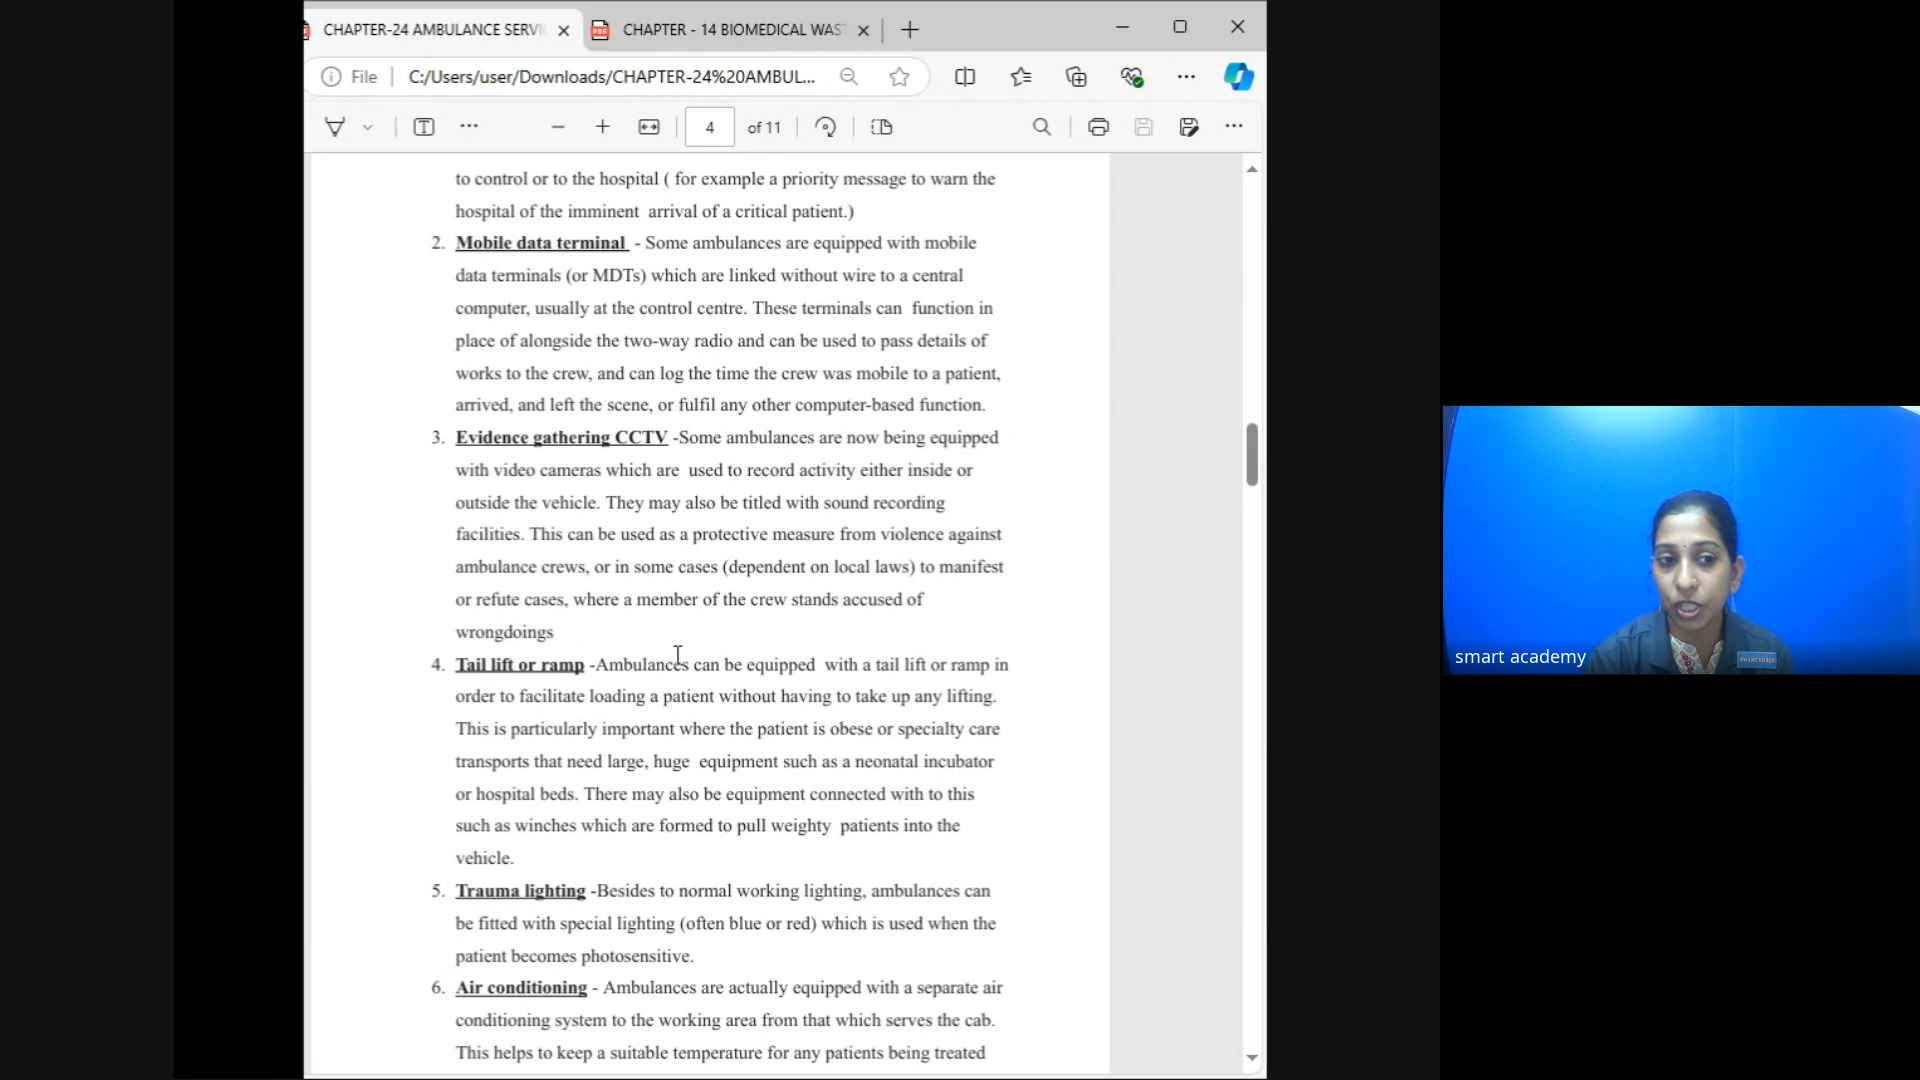 CHAPTER-24 AMBULANCE SERVI
CHAPTER - 14 BIOMEDICAL WAST
File
C:/Users/user/Downloads/CHAPTER-24%20AMBUL...
4 of 11
to control or to the hospital ( for example a priority message to warn the
hospital of the imminent arrival of a critical patient.)
2. Mobile data terminal - Some ambulances are equipped with mobile
data terminals (or MDTs) which are linked without wire to a central
computer, usually at the control centre. These terminals can function in
place of alongside the two-way radio and can be used to pass details of
works to the crew, and can log the time the crew was mobile to a patient,
arrived, and left the scene, or fulfil any other computer-based function.
3. Evidence gathering CCTV -Some ambulances are now being equipped
with video cameras which are used to record activity either inside or
outside the vehicle. They may also be titled with sound recording
facilities. This can be used as a protective measure from violence against
ambulance crews, or in some cases (dependent on local laws) to manifest
or refute cases, where a member of the crew stands accused of
wrongdoings
4. Tail lift or ramp -Ambulances can be equipped with a tail lift or ramp in
order to facilitate loading a patient without having to take up any lifting.
This is particularly important where the patient is obese or specialty care
transports that need large, huge equipment such as a neonatal incubator
or hospital beds. There may also be equipment connected with to this
such as winches which are formed to pull weighty patients into the
vehicle.
5. Trauma lighting -Besides to normal working lighting, ambulances can
be fitted with special lighting (often blue or red) which is used when the
patient becomes photosensitive.
6. Air conditioning - Ambulances are actually equipped with a separate air
conditioning system to the working area from that which serves the cab.
This helps to keep a suitable temperature for any patients being treated
smart academy